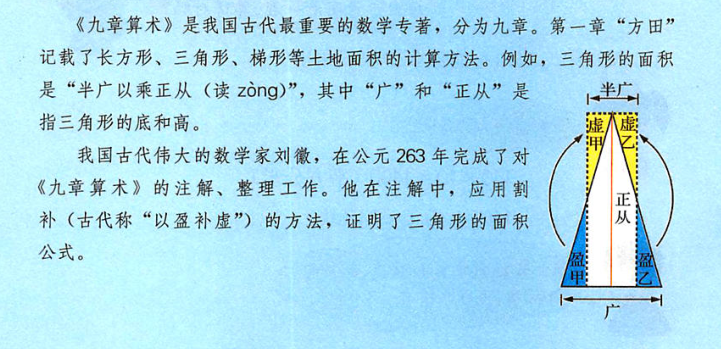 《九章算术》是我国古代最重要的数学专著，分为九章。第一章“方田”
记载了长方形、三角形、梯形等土地面积的计算方法。例如，三角形的面积
是“半广以乘正从（读 zòng）”，其中“广”和“正从”是
指三角形的底和高。
我国古代伟大的数学家刘徽，在公元 263 年完成了对
《九章算术》的注解、整理工作。他在注解中，应用割
补（古代称“以盈补虚”）的方法，证明了三角形的面积
公式。
半广
虚甲
虚乙
正从
盈甲
盈乙
广